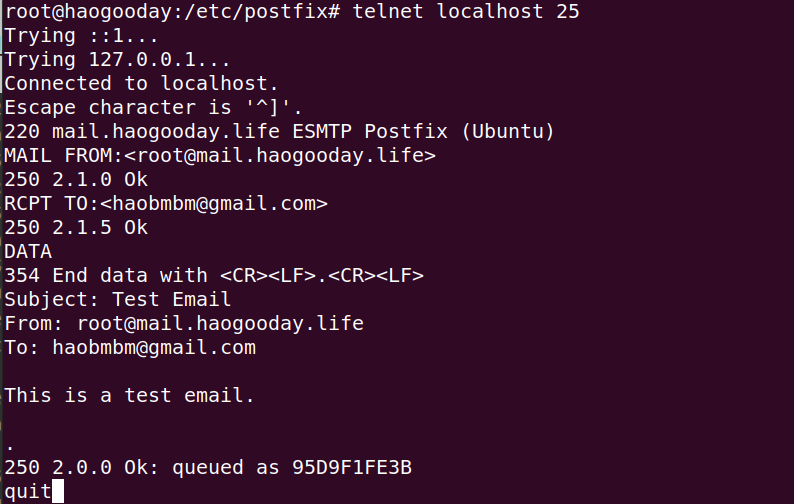 root@haogooday:/etc/postfix# telnet localhost 25
Trying ::1...
Trying 127.0.0.1...
Connected to localhost.
Escape character is '^]'.
220 mail.haogooday.life ESMTP Postfix (Ubuntu)
MAIL FROM:<root@mail.haogooday.life>
250 2.1.0 Ok
RCPT TO:<haobmbm@gmail.com>
250 2.1.5 Ok
DATA
354 End data with <CR><LF>.<CR><LF>
Subject: Test Email
From: root@mail.haogooday.life
To: haobmbm@gmail.com

This is a test email.

.
250 2.0.0 Ok: queued as 95D9F1FE3B
quit